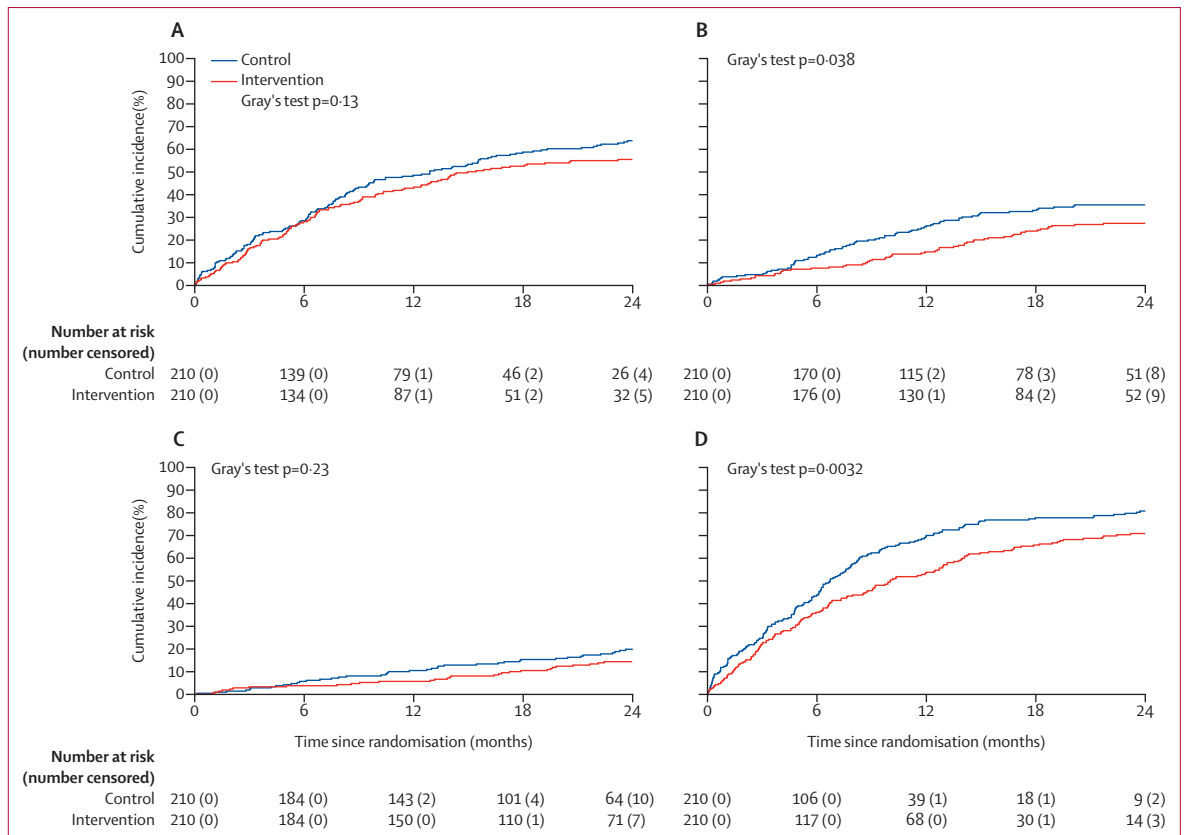 A
B
100
90
80
70
60
50
40
30
20
10
0
Cumulative incidence(%)
Control
Intervention
Gray's test p=0·13
Gray's test p=0·038
0 6 12 18 24
0 6 12 18 24
Number at risk
(number censored)
Control 210 (0) 139 (0) 79 (1) 46 (2) 26 (4) 210 (0) 170 (0) 115 (2) 78 (3) 51 (8)
Intervention 210 (0) 134 (0) 87 (1) 51 (2) 32 (5) 210 (0) 176 (0) 130 (1) 84 (2) 52 (9)
C
D
100
90
80
70
60
50
40
30
20
10
0
Cumulative incidence(%)
Gray's test p=0·23
Gray's test p=0·0032
0 6 12 18 24
0 6 12 18 24
Time since randomisation (months)
Time since randomisation (months)
Number at risk
(number censored)
Control 210 (0) 184 (0) 143 (2) 101 (4) 64 (10) 210 (0) 106 (0) 39 (1) 18 (1) 9 (2)
Intervention 210 (0) 184 (0) 150 (0) 110 (1) 71 (7) 210 (0) 117 (0) 68 (0) 30 (1) 14 (3)